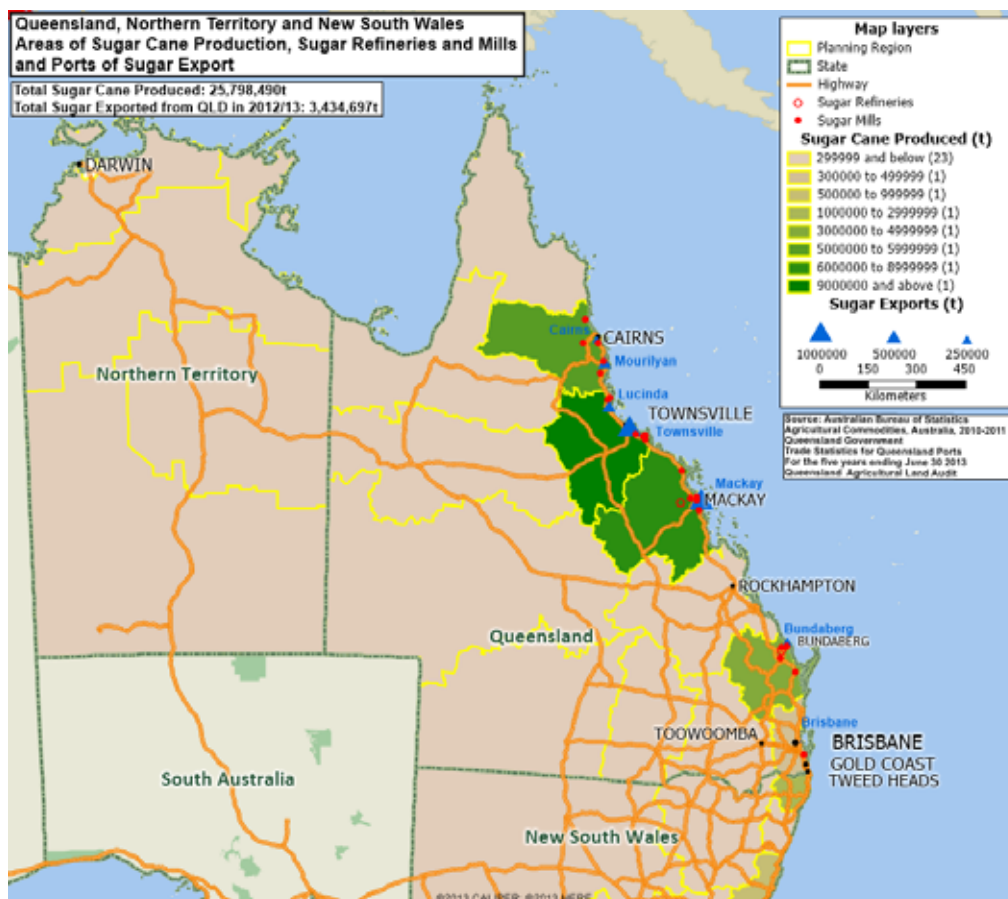 Queensland, Northern Territory and New South Wales
Areas of Sugar Cane Production, Sugar Refineries and Mills
and Ports of Sugar Export
Total Sugar Cane Produced: 25,798,490t
Total Sugar Exported from QLD in 2012/13: 3,434,697t
Map layers
Planning Region
State
Highway
Sugar Refineries
Sugar Mills
Sugar Cane Produced (t)
299999 and below (23)
300000 to 499999 (1)
500000 to 999999 (1)
1000000 to 2999999 (1)
3000000 to 4999999 (1)
5000000 to 5999999 (1)
6000000 to 8999999 (1)
9000000 and above (1)
Sugar Exports (t)
1000000 500000 250000
0 150 300 450
Kilometers
Source: Australian Bureau of Statistics
Agricultural Commodities, Australia, 2010-2011
Queensland Government
Trade Statistics for Queensland Ports
For the five years ending June 30 2013
Queensland Agricultural Land Audit
DARWIN
Cairns
CAIRNS
Mourilyan
Northern Territory
Lucinda
TOWNSVILLE
Townsville
Mackay
MACKAY
ROCKHAMPTON
Queensland
Bundaberg
BUNDABERG
Brisbane
TOOWOOMBA
BRISBANE
GOLD COAST
TWEED HEADS
South Australia
New South Wales
©2013 CALIPER; ©2013 HERE